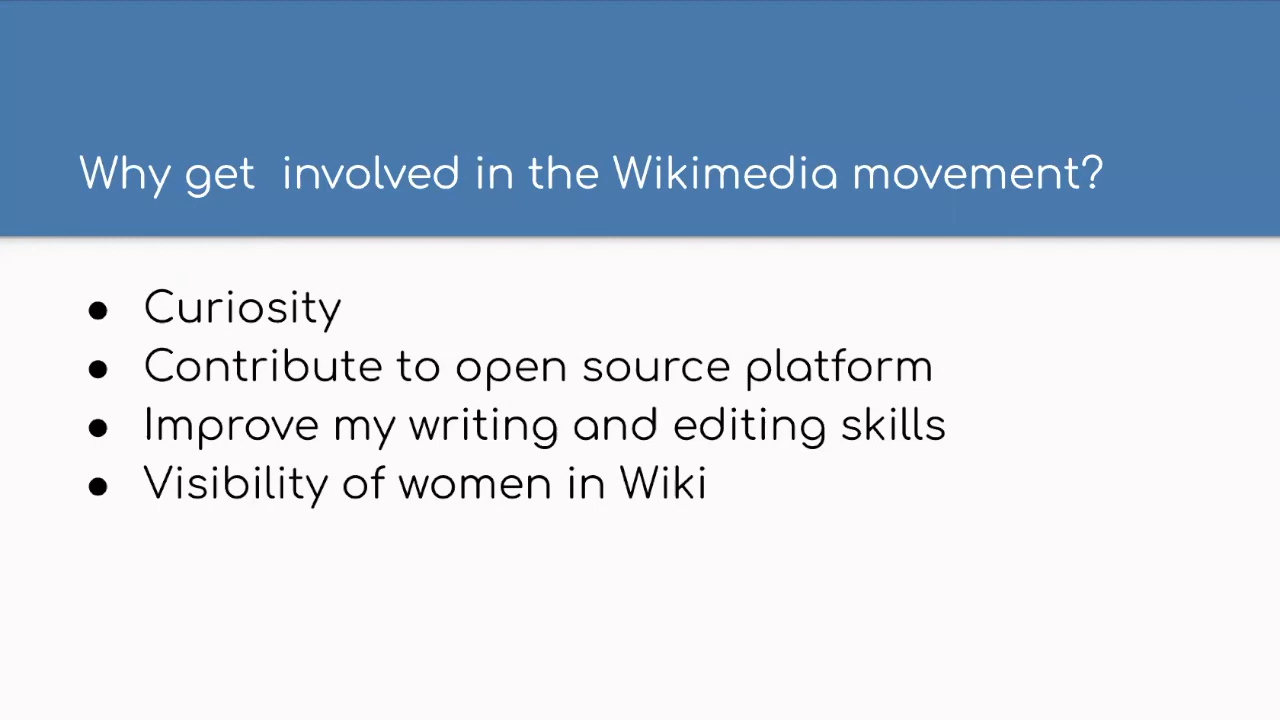 Why get  involved in the Wikimedia movement?
● Curiosity
● Contribute to open source platform
● Improve my writing and editing skills
● Visibility of women in Wiki